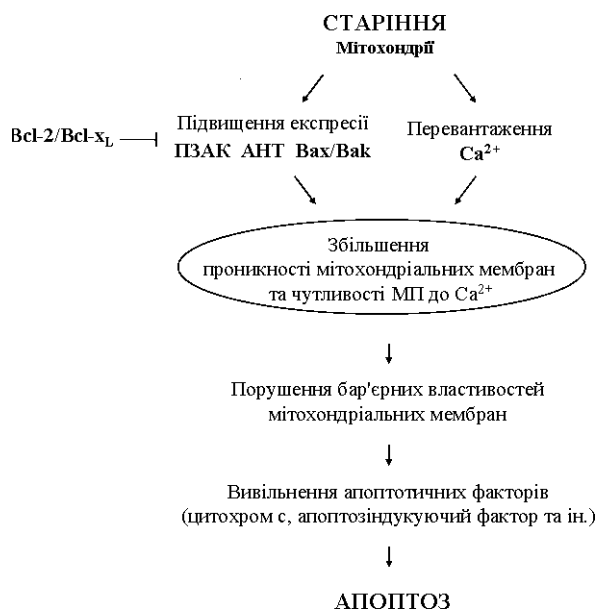 СТАРІННЯ
Мітохондрії
Bcl-2/Bcl-xL
Підвищення експресії
ПЗАК АНТ Bax/Bak
Перевантаження
Ca²⁺
Збільшення
проникності мітохондріальних мембран
та чутливості МП до Ca²⁺
Порушення бар'єрних властивостей
мітохондріальних мембран
Вивільнення апоптотичних факторів
(цитохром с, апоптозіндукуючий фактор та ін.)
АПОПТОЗ